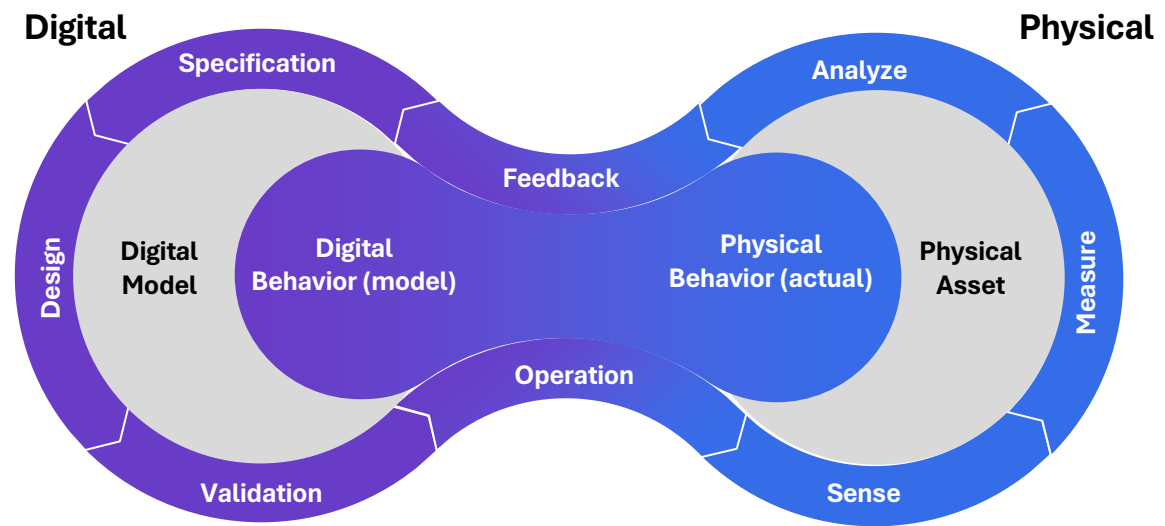 Digital
Physical
Specification
Analyze
Feedback
Design
Digital
Model
Digital
Behavior (model)
Physical
Behavior (actual)
Physical
Asset
Measure
Operation
Validation
Sense